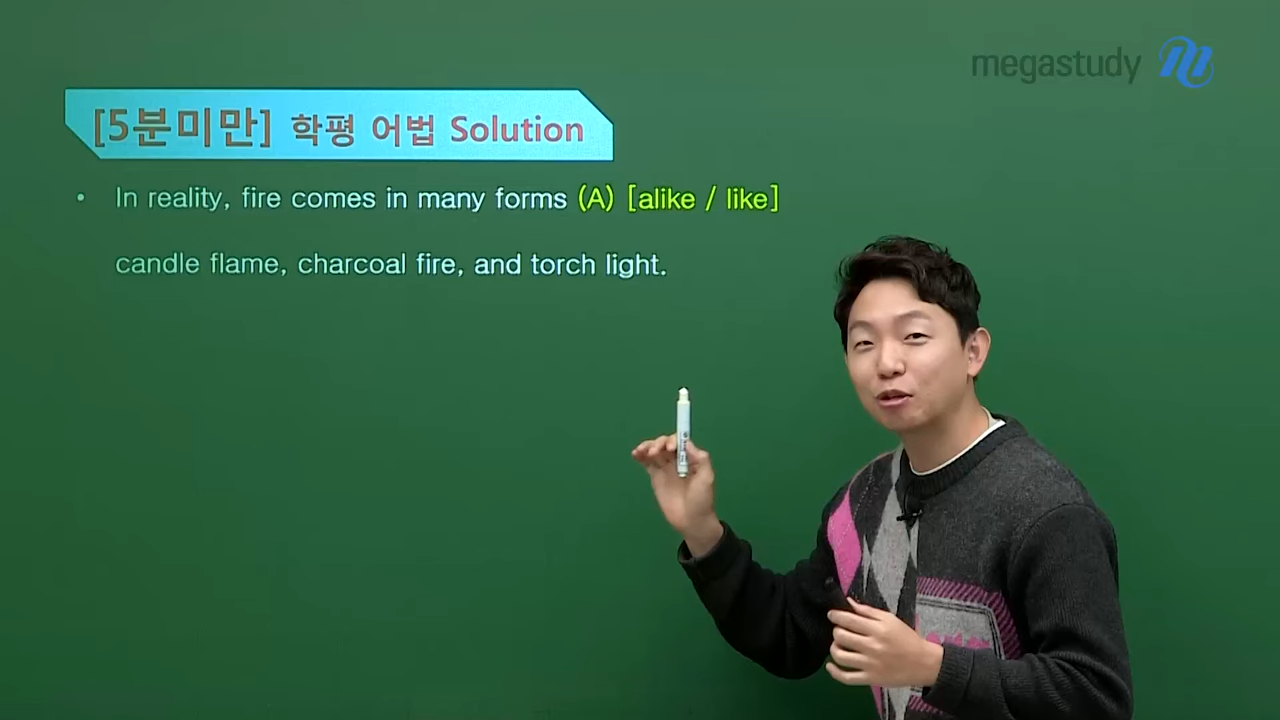 megastudy
[5분미만] 학평 어법 Solution
• In reality, fire comes in many forms (A) [alike / like]
candle flame, charcoal fire, and torch light.